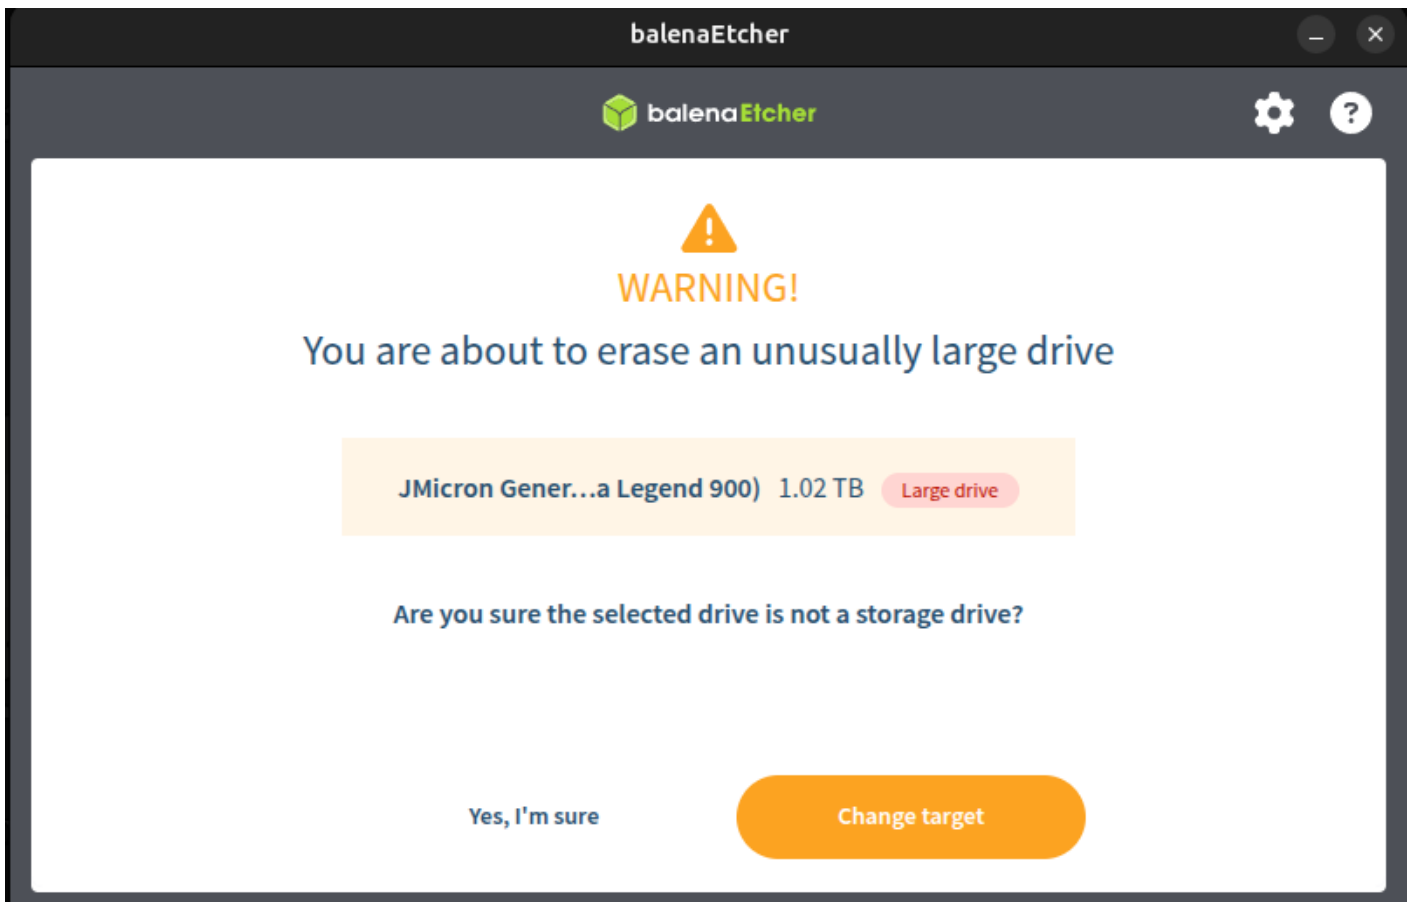 balenaEtcher
balenaEtcher
?
WARNING!
You are about to erase an unusually large drive
JMicron Gener...a Legend 900) 1.02 TB Large drive
Are you sure the selected drive is not a storage drive?
Yes, I'm sure Change target